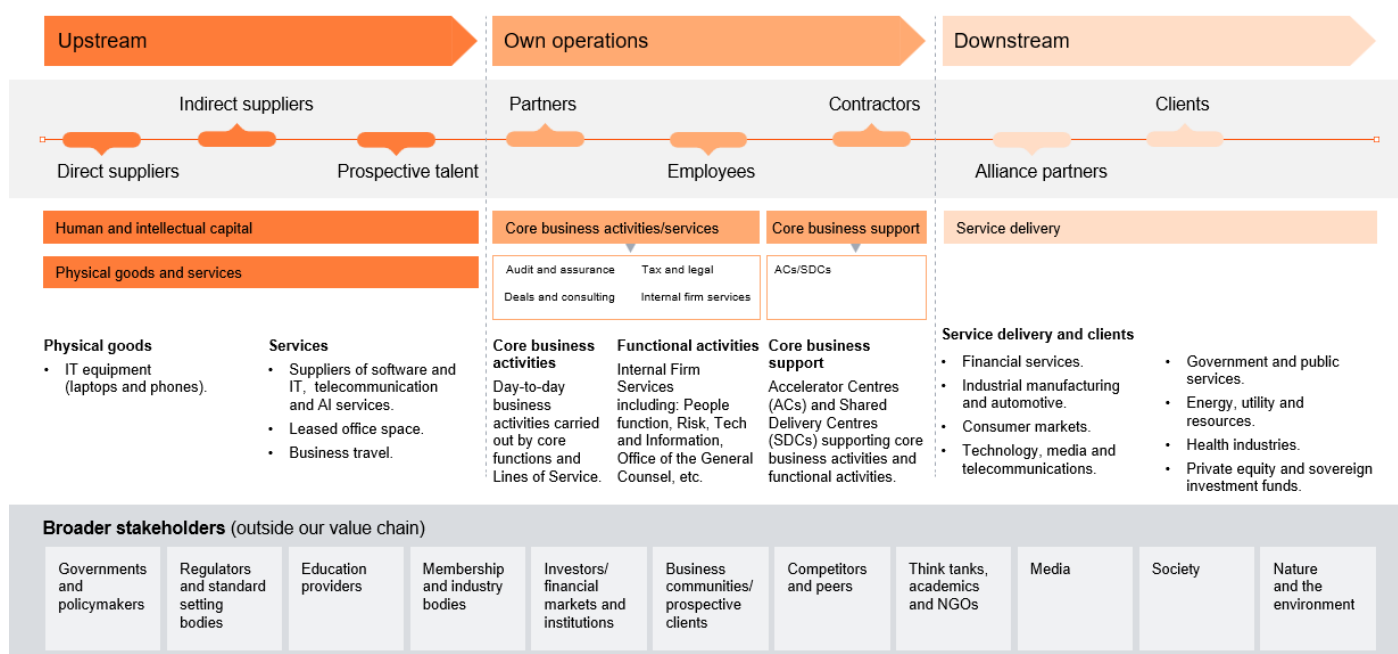 Upstream
Own operations
Downstream
Indirect suppliers
Partners
Contractors
Clients
Direct suppliers
Prospective talent
Employees
Alliance partners
Human and intellectual capital
Physical goods and services
Core business activities/services
Core business support
Service delivery
Audit and assurance
Tax and legal
Deals and consulting
Internal firm services
ACs/SDCs
Physical goods
• IT equipment
(laptops and phones).
Services
• Suppliers of software and
IT, telecommunication
and AI services.
• Leased office space.
• Business travel.
Core business
activities
Day-to-day
business
activities carried
out by core
functions and
Lines of Service.
Functional activities
Internal Firm
Services
including: People
function, Risk, Tech
and Information,
Office of the General
Counsel, etc.
Core business
support
Accelerator Centres
(ACs) and Shared
Delivery Centres
(SDCs) supporting core
business activities and
functional activities.
Service delivery and clients
• Financial services.
• Industrial manufacturing
and automotive.
• Consumer markets.
• Technology, media and
telecommunications.
• Government and public
services.
• Energy, utility and
resources.
• Health industries.
• Private equity and sovereign
investment funds.
Broader stakeholders (outside our value chain)
Governments
and
policymakers
Regulators
and standard
setting
bodies
Education
providers
Membership
and industry
bodies
Investors/
financial
markets and
institutions
Business
communities/
prospective
clients
Competitors
and peers
Think tanks,
academics
and NGOs
Media
Society
Nature
and the
environment